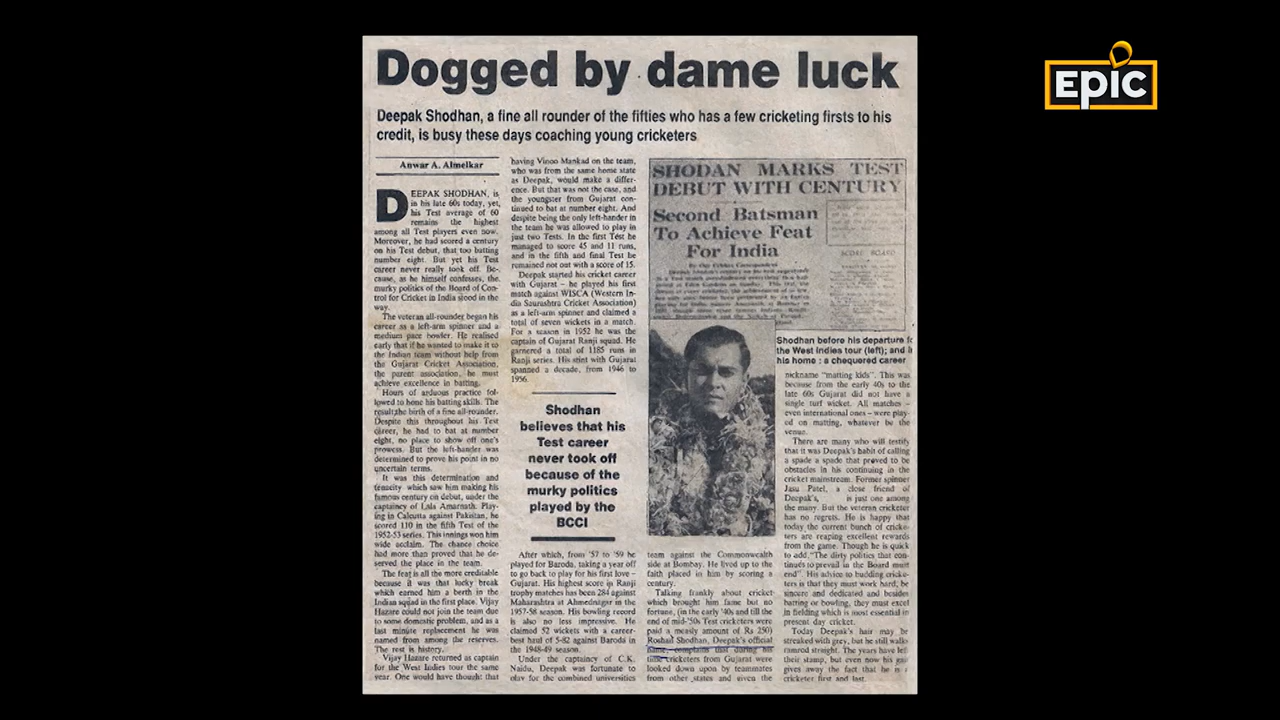 EPIC
Dogged by dame luck
Deepak Shodhan, a fine all rounder of the fifties who has a few cricketing firsts to his
credit, is busy these days coaching young cricketers
Anwar A. Almelkar
DEEPAK SHODHAN, is
in his late 60s today, yet,
his Test average of 60
remains the highest
among all Test players even now.
Moreover, he had scored a century
on his Test debut, that too batting
number eight. But yet his Test
career never really took off. Be-
cause, as he himself confesses, the
murky politics of the Board of Con-
trol for Cricket in India stood in the
way.
The veteran all-rounder began his
career as a left-arm spinner and a
medium pace bowler. He realised
early that if he wanted to make it to
the Indian team without help from
the Gujarat Cricket Association,
the parent association, he must
achieve excellence in batting.
Hours of arduous practice fol-
lowed to hone his batting skills. The
result,the birth of a fine all-rounder.
Despite this throughout his Test
career, he had to bat at number
eight, no place to show off one's
prowess. But the left-hander was
determined to prove his point in no
uncertain terms.
It was this determination and
tenacity which saw him making his
famous century on debut, under the
captaincy of Lala Amarnath. Play-
ing in Calcutta against Pakistan, he
scored 110 in the fifth Test of the
1952-53 series. This innings won him
wide acclaim. The chance choice
had more than proved that he de-
served the place in the team.
The feat is all the more creditable
because it was that lucky break
which earned him a berth in the
Indian squad in the first place. Vijay
Hazare could not join the team due
to some domestic problem, and as a
last minute replacement he was
named from among the reserves.
The rest is history.
Vijay Hazare returned as captain
for the West Indies tour the same
year. One would have though: that
having Vinoo Mankad on the team,
who was from the same home state
as Deepak, would make a differ-
ence. But that was not the case, and
the youngster from Gujarat con-
tinued to bat at number eight. And
despite being the only left-hander in
the team he was allowed to play in
just two Tests. In the first Test he
managed to score 45 and 11 runs,
and in the fifth and final Test he
remained not out with a score of 15.
Deepak started his cricket career
with Gujarat – he played his first
match against WISCA (Western In-
dia Saurashtra Cricket Association)
as a left-arm spinner and claimed a
total of seven wickets in a match.
For a season in 1952 he was the
captain of Gujarat Ranji squad. He
garnered a total of 1185 runs in
Ranji series. His stint with Gujarat
spanned a decade, from 1946 to
1956.
Shodhan
believes that his
Test career
never took off
because of the
murky politics
played by the
BCCI
After which, from '57 to '59 he
played for Baroda, taking a year off
to go back to play for his first love –
Gujarat. His highest score in Ranji
trophy matches has been 284 against
Maharashtra at Ahmednagar in the
1957-58 season. His bowling record
is also no less impressive. He
claimed 52 wickets with a career-
best haul of 5-82 against Baroda in
the 1948-49 season.
Under the captaincy of C.K.
Naidu, Deepak was fortunate to
play for the combined universities
SHODAN MARKS TEST
DEBUT WITH CENTURY
Second Batsman
To Achieve Feat
For India
SCORE BOARD
Shodhan before his departure f
the West Indies tour (left); and i
his home : a chequered career
team against the Commonwealth
side at Bombay. He lived up to the
faith placed in him by scoring a
century.
Talking frankly about cricket
which brought him fame but no
fortune, (in the early '40s and till the
end of mid-'50s Test cricketers were
paid a measly amount of Rs 250)
Roshan Shodhan, Deepak's official
name, complains that during his
time cricketers from Gujarat were
looked down upon by teammates
from other states and given the
nickname "matting kids". This was
because from the early 40s to the
late 60s Gujarat did not have a
single turf wicket. All matches –
even international ones – were play-
ed on matting, whatever be the
venue.
There are many who will testify
that it was Deepak's habit of calling
a spade a spade that proved to be
obstacles in his continuing in the
cricket mainstream. Former spinner
Jasu Patel, a close friend of
Deepak's, is just one among
the many. But the veteran cricketer
has no regrets. He is happy that
today the current bunch of cricke-
ters are reaping excellent rewards
from the game. Though he is quick
to add,"The dirty politics that con-
tinues to prevail in the Board must
end". His advice to budding cricke-
ters is that they must work hard, be
sincere and dedicated and besides
batting or bowling, they must excel
in fielding which is most essential in
present day cricket.
Today Deepak's hair may be
streaked with grey, but he still walks
ramrod straight. The years have left
their stamp, but even now his
gives away the fact that he is
cricketer first and last.